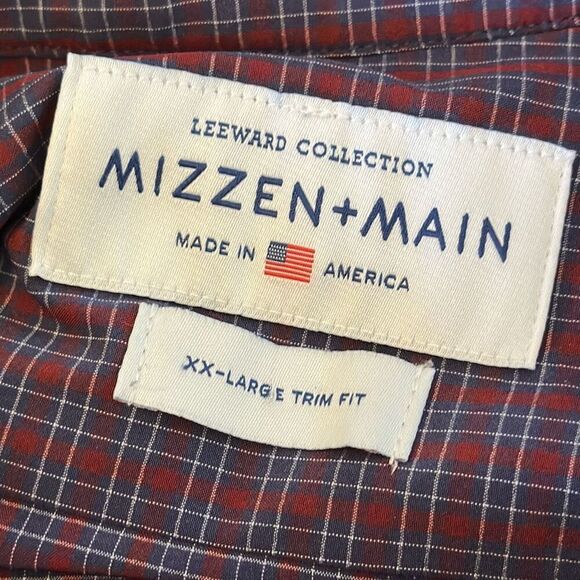 LEEWARD COLLECTION
MIZZEN+MAIN
MADE IN AMERICA
XX-LARGE TRIM FIT